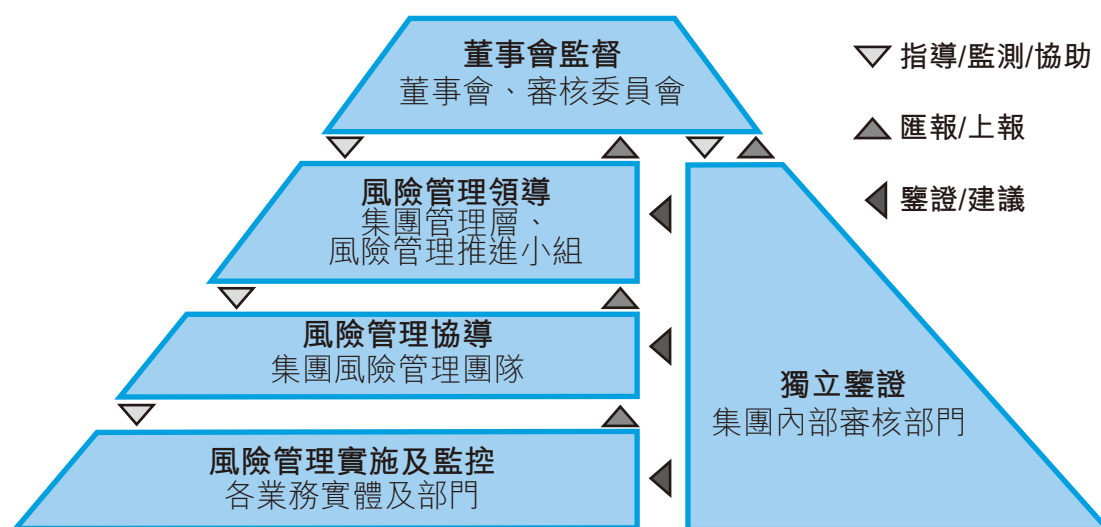 董事會監督
董事會、審核委員會
指導/監測/協助
匯報/上報
鑒證/建議
風險管理領導
集團管理層、
風險管理推進小組
風險管理協導
集團風險管理團隊
風險管理實施及監控
各業務實體及部門
獨立鑒證
集團內部審核部門